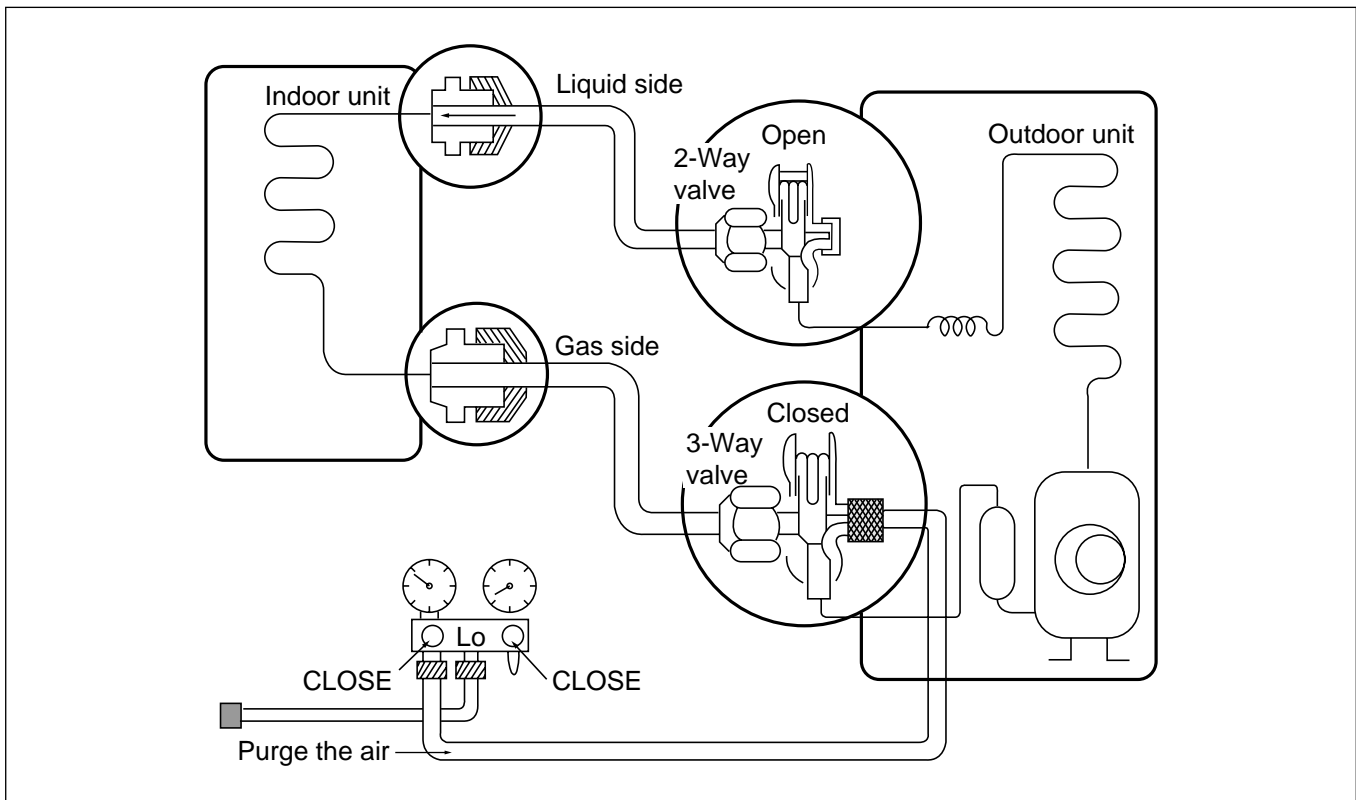 Indoor unit
Liquid side
Open
2-Way
valve
Outdoor unit
Gas side
Closed
3-Way
valve
Lo
CLOSE
CLOSE
Purge the air